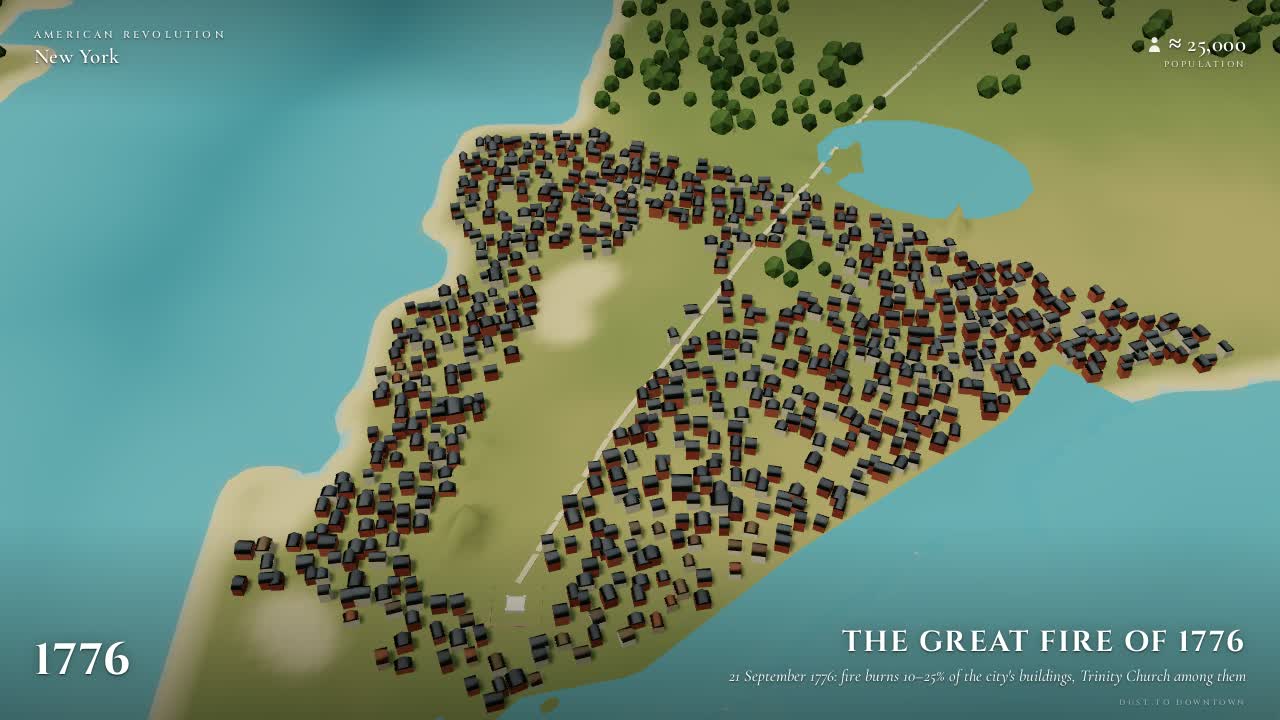 AMERICAN REVOLUTION
New York
≈ 25,000
POPULATION
1776
THE GREAT FIRE OF 1776
21 September 1776: fire burns 10–25% of the city's buildings, Trinity Church among them
DUST TO DOWNTOWN